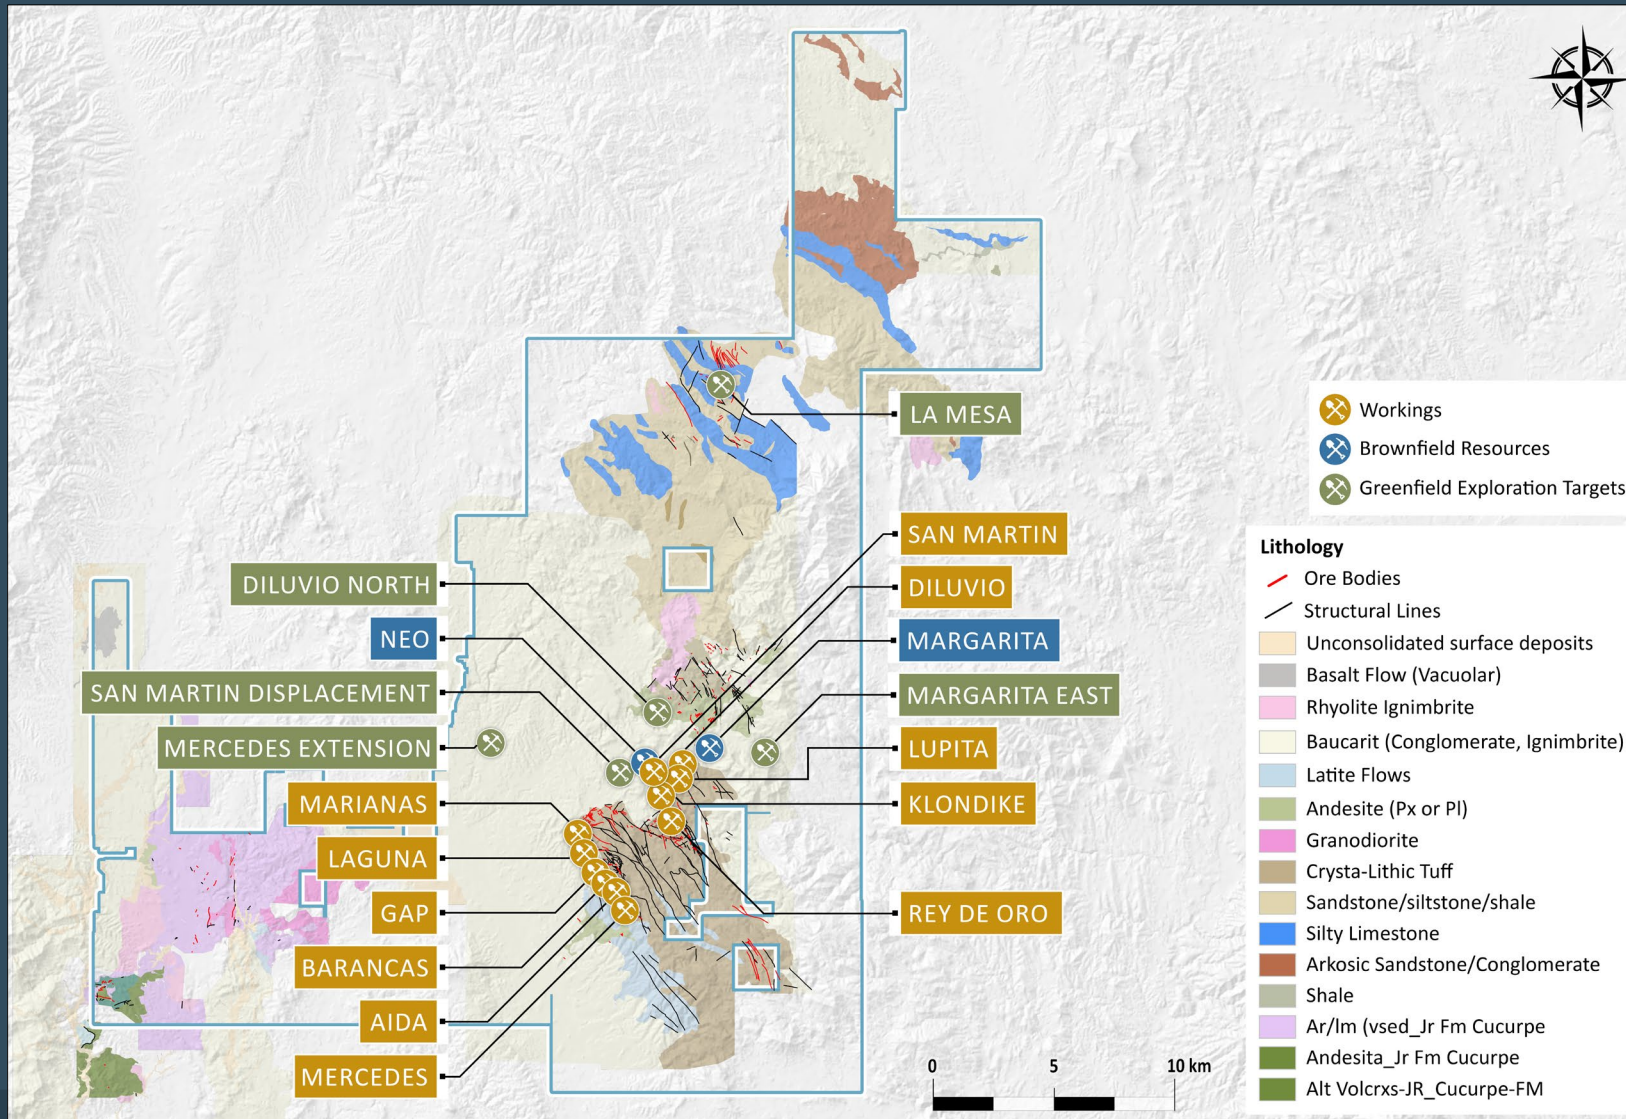 LA MESA
SAN MARTIN
DILUVIO
MARGARITA
MARGARITA EAST
LUPITA
KLONDIKE
REY DE ORO
DILUVIO NORTH
NEO
SAN MARTIN DISPLACEMENT
MERCEDES EXTENSION
MARIANAS
LAGUNA
GAP
BARANCAS
AIDA
MERCEDES
Workings
Brownfield Resources
Greenfield Exploration Targets
Lithology
Ore Bodies
Structural Lines
Unconsolidated surface deposits
Basalt Flow (Vacuolar)
Rhyolite Ignimbrite
Baucarit (Conglomerate, Ignimbrite)
Latite Flows
Andesite (Px or Pl)
Granodiorite
Crysta-Lithic Tuff
Sandstone/siltstone/shale
Silty Limestone
Arkosic Sandstone/Conglomerate
Shale
Ar/lm (vsed_Jr Fm Cucurpe
Andesita_Jr Fm Cucurpe
Alt Volcrxs-JR_Cucurpe-FM
0 5 10 km